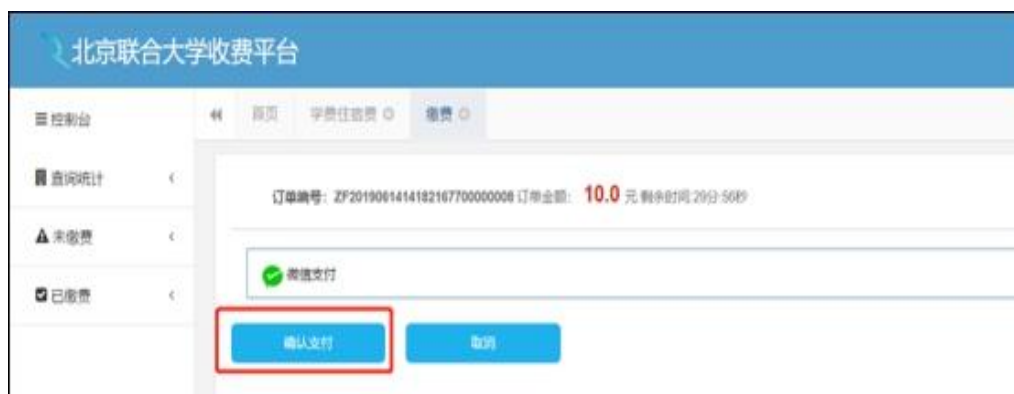 北京联合大学收费平台
控制台
首页 学费住宿费 缴费
查询统计
订单编号：ZF2019061414182167700000008 订单金额： 10.0 元 剩余时间:29分:56秒
未缴费
微信支付
已缴费
确认支付 取消